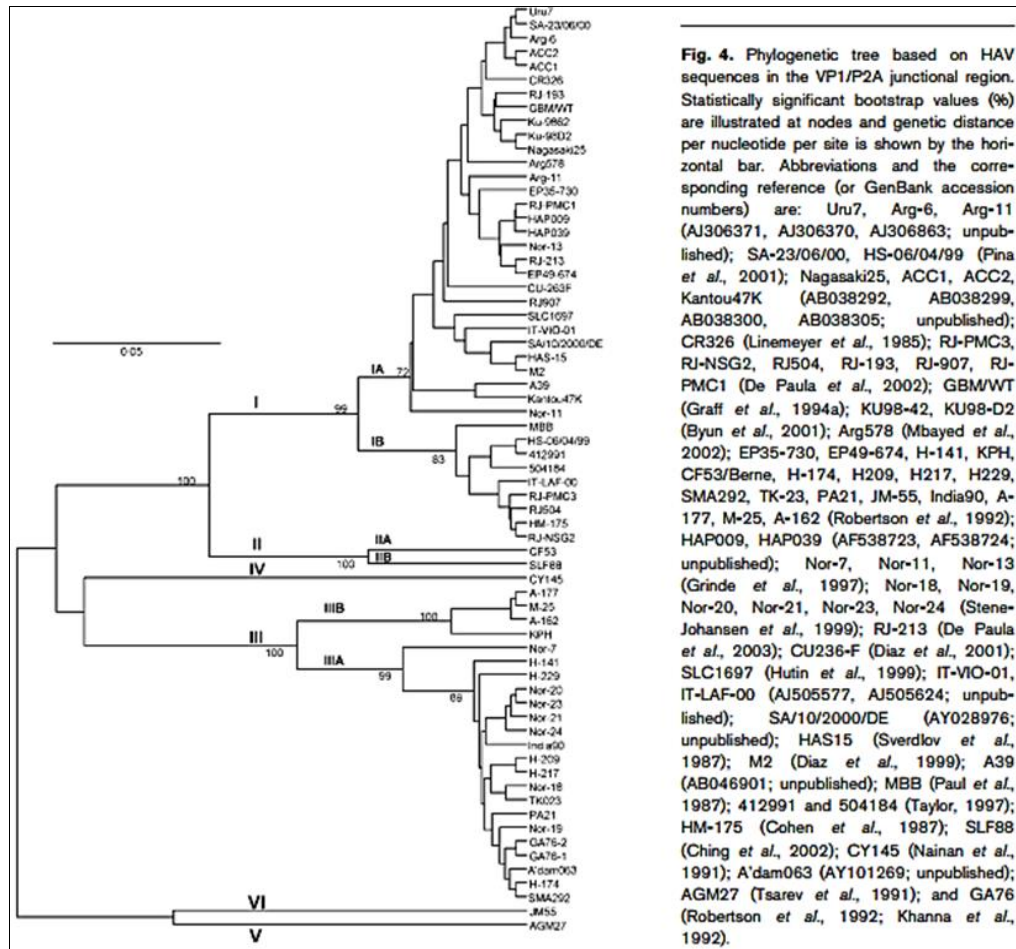 Uru7
SA-23/06/00
Arg-6
ACC2
ACC1
CR326
RJ-193
GBM/WT
Ku-9862
Ku-98D2
Nagasaki25
Arg578
Arg-11
EP35-730
RJ-PMC1
HAP009
HAP039
Nor-13
RJ-213
EP49-674
CU-263F
RJ907
SLC1697
IT-VIO-01
0.05
SA/10/2000/DE
HAS-15
IA
72
M2
A39
I
99
Kantou47K
Nor-11
IB
MBB
HS-06/04/99
83
412991
504184
100
IT-LAF-00
RJ-PMC3
RJ504
HM-175
RJ-NSG2
II
IIA
CF53
IIB
100
SLF88
IV
CY145
A-177
IIIB
M-25
100
A-162
III
KPH
100
IIIA
Nor-7
99
H-141
H-229
69
Nor-20
Nor-23
Nor-21
Nor-24
India90
H-209
H-217
Nor-18
TK023
PA21
Nor-19
GA76-2
GA76-1
A'dam063
H-174
SMA292
VI
JM55
AGM27
V
Fig. 4. Phylogenetic tree based on HAV
sequences in the VP1/P2A junctional region.
Statistically significant bootstrap values (%)
are illustrated at nodes and genetic distance
per nucleotide per site is shown by the hori-
zontal bar. Abbreviations and the corre-
sponding reference (or GenBank accession
numbers) are: Uru7, Arg-6, Arg-11
(AJ306371, AJ306370, AJ306863; unpub-
lished); SA-23/06/00, HS-06/04/99 (Pina
et al., 2001); Nagasaki25, ACC1, ACC2,
Kantou47K (AB038292, AB038299,
AB038300, AB038305; unpublished);
CR326 (Linemeyer et al., 1985); RJ-PMC3,
RJ-NSG2, RJ504, RJ-193, RJ-907, RJ-
PMC1 (De Paula et al., 2002); GBM/WT
(Graff et al., 1994a); KU98-42, KU98-D2
(Byun et al., 2001); Arg578 (Mbayed et al.,
2002); EP35-730, EP49-674, H-141, KPH,
CF53/Berne, H-174, H209, H217, H229,
SMA292, TK-23, PA21, JM-55, India90, A-
177, M-25, A-162 (Robertson et al., 1992);
HAP009, HAP039 (AF538723, AF538724;
unpublished); Nor-7, Nor-11, Nor-13
(Grinde et al., 1997); Nor-18, Nor-19,
Nor-20, Nor-21, Nor-23, Nor-24 (Stene-
Johansen et al., 1999); RJ-213 (De Paula
et al., 2003); CU236-F (Diaz et al., 2001);
SLC1697 (Hutin et al., 1999); IT-VIO-01,
IT-LAF-00 (AJ505577, AJ505624; unpub-
lished); SA/10/2000/DE (AY028976;
unpublished); HAS15 (Sverdlov et al.,
1987); M2 (Diaz et al., 1999); A39
(AB046901; unpublished); MBB (Paul et al.,
1987); 412991 and 504184 (Taylor, 1997);
HM-175 (Cohen et al., 1987); SLF88
(Ching et al., 2002); CY145 (Nainan et al.,
1991); A'dam063 (AY101269; unpublished);
AGM27 (Tsarev et al., 1991); and GA76
(Robertson et al., 1992; Khanna et al.,
1992).